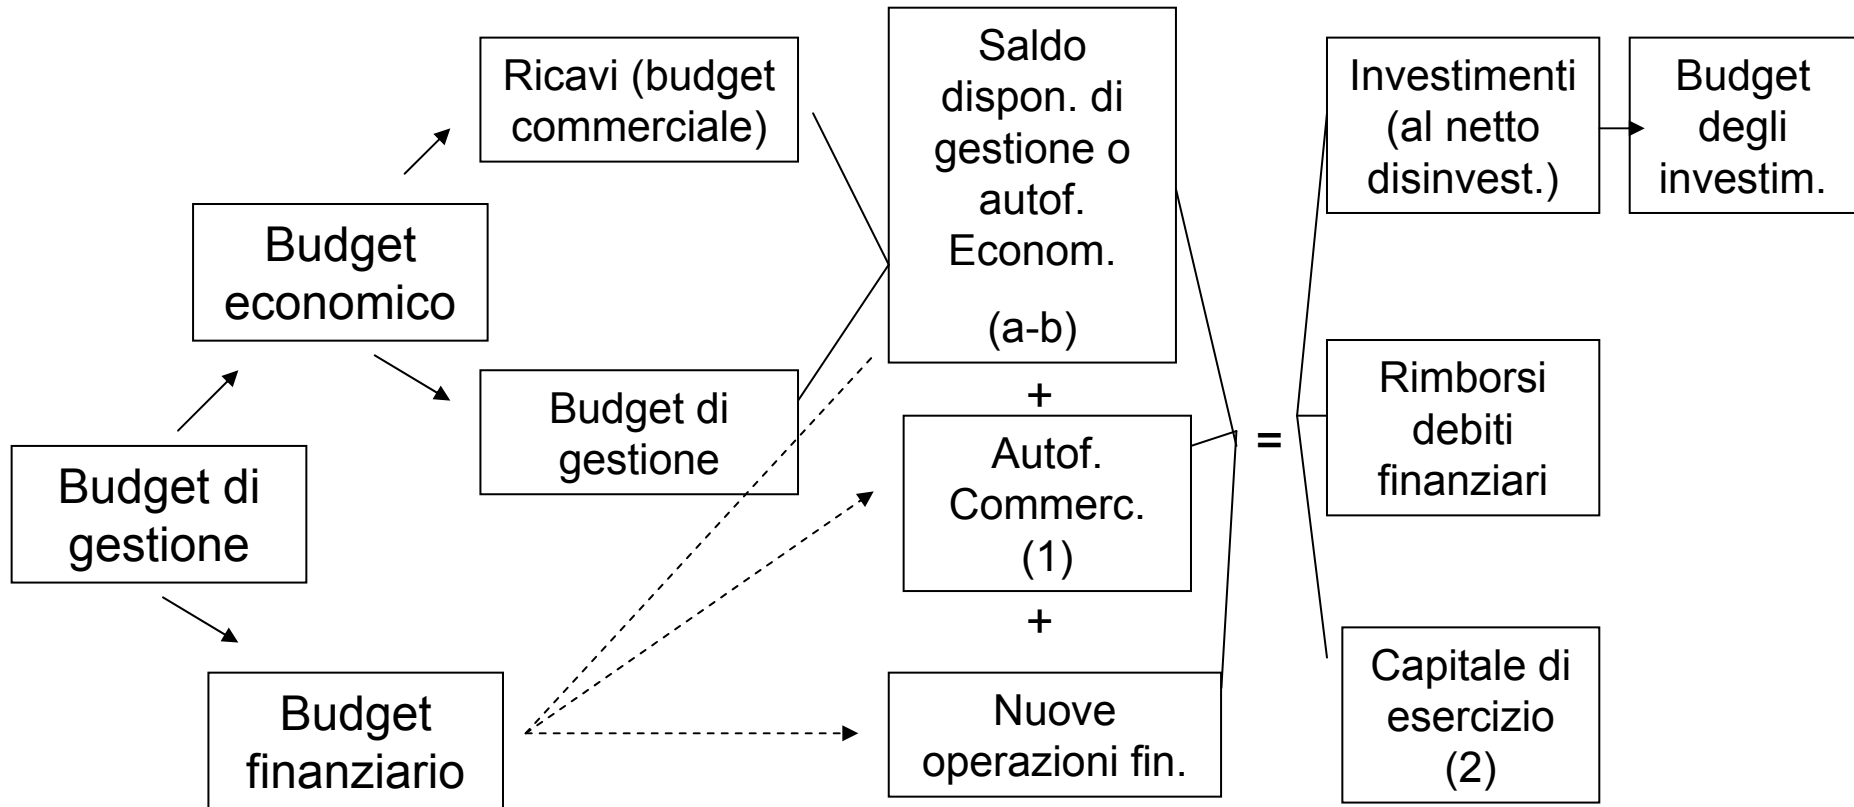 Budget di
gestione
Budget
economico
Budget
finanziario
Ricavi (budget
commerciale)
Budget di
gestione
Saldo
dispon. di
gestione o
autof.
Econom.
(a-b)
+
Autof.
Commerc.
(1)
+
Nuove
operazioni fin.
=
Investimenti
(al netto
disinvest.)
Budget
degli
investim.
Rimborsi
debiti
finanziari
Capitale di
esercizio
(2)